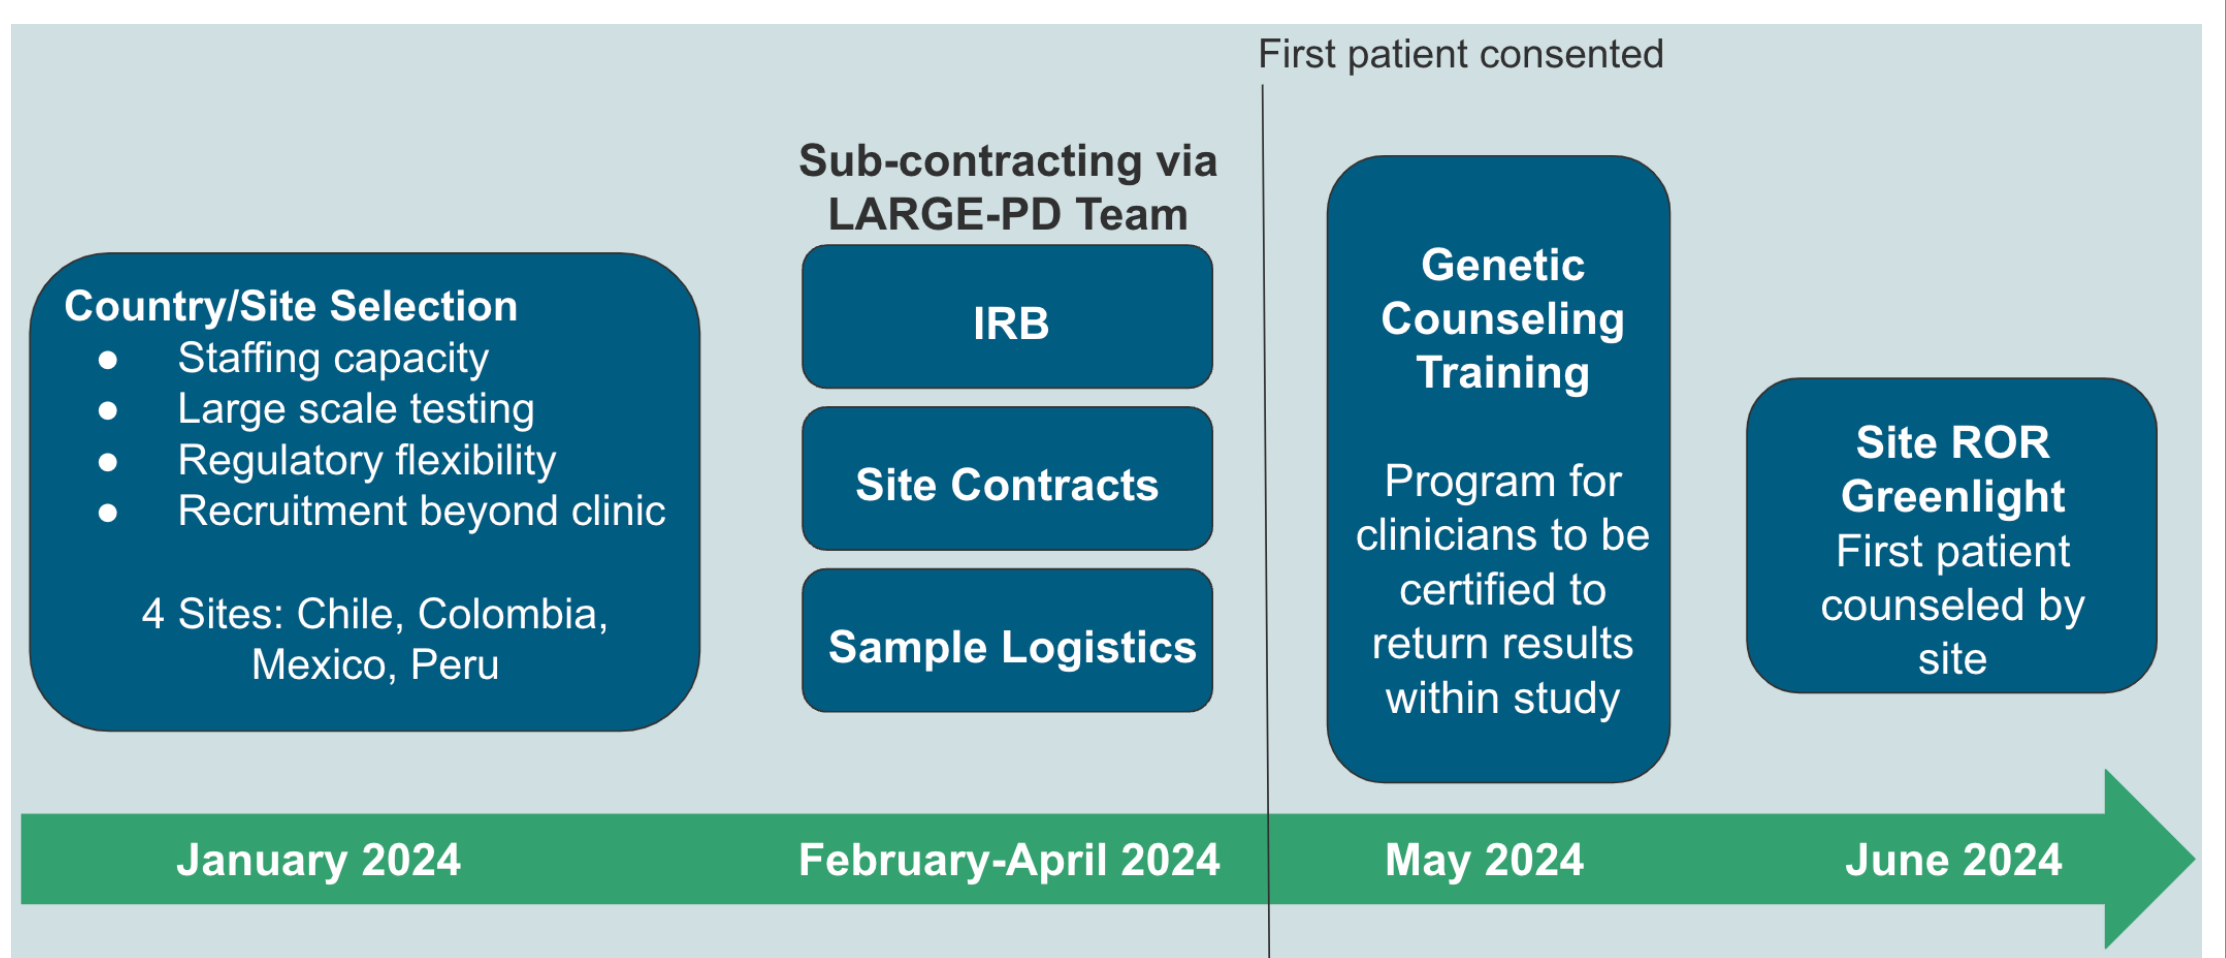 First patient consented
Country/Site Selection
● Staffing capacity
● Large scale testing
● Regulatory flexibility
● Recruitment beyond clinic
4 Sites: Chile, Colombia,
Mexico, Peru
Sub-contracting via
LARGE-PD Team
IRB
Site Contracts
Sample Logistics
Genetic
Counseling
Training
Program for
clinicians to be
certified to
return results
within study
Site ROR
Greenlight
First patient
counseled by
site
January 2024
February-April 2024
May 2024
June 2024